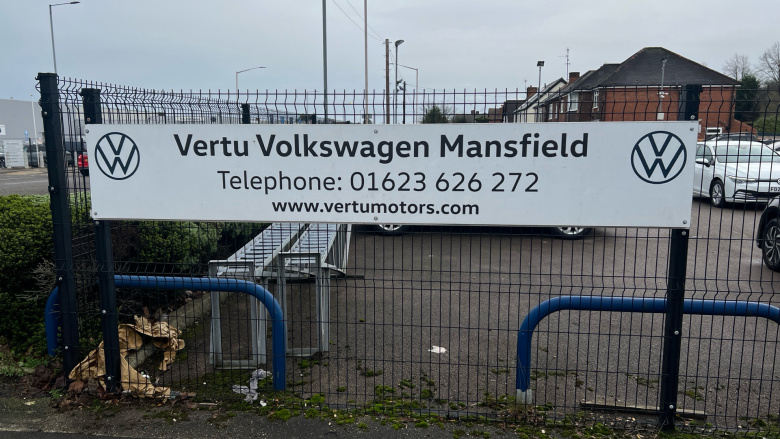 Vertu Volkswagen Mansfield
Telephone: 01623 626 272
www.vertumotors.com